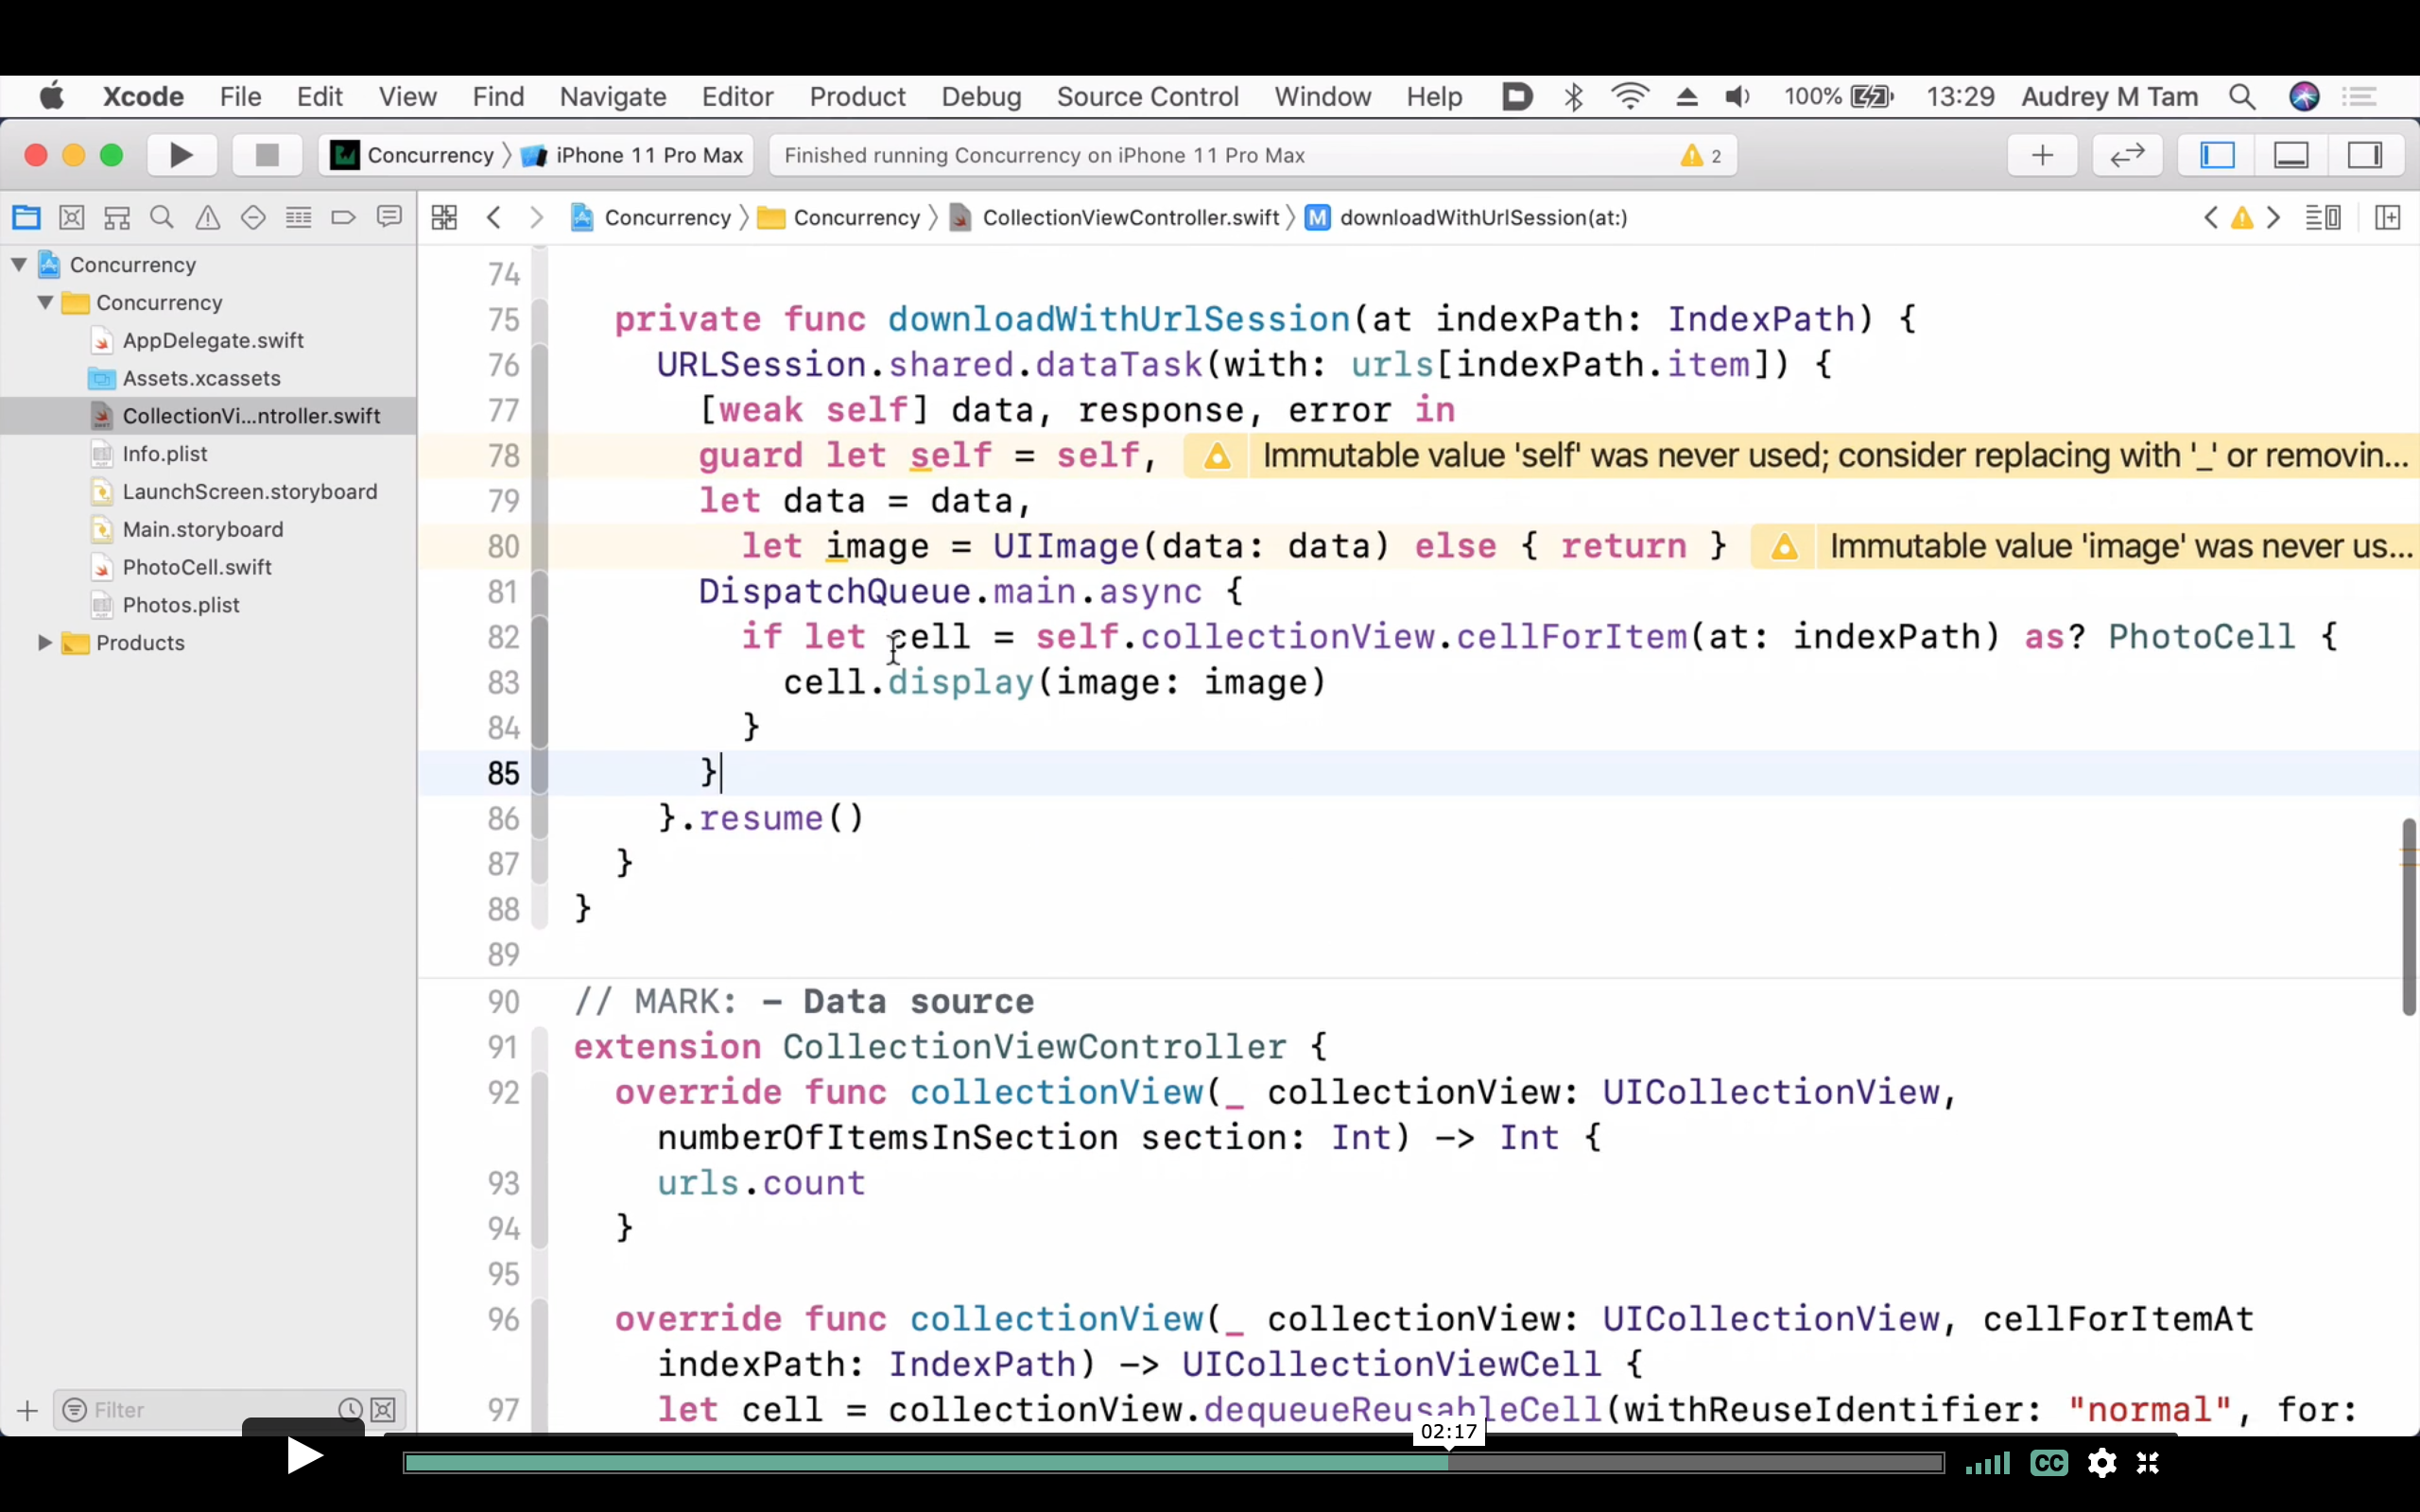 Xcode File Edit View Find Navigate Editor Product Debug Source Control Window Help 100% 13:29 Audrey M Tam
Concurrency iPhone 11 Pro Max Finished running Concurrency on iPhone 11 Pro Max 2
Concurrency Concurrency CollectionViewController.swift M downloadWithUrlSession(at:)
Concurrency
Concurrency
AppDelegate.swift
Assets.xcassets
CollectionVi...ntroller.swift
Info.plist
LaunchScreen.storyboard
Main.storyboard
PhotoCell.swift
Photos.plist
Products
Filter
74
75 private func downloadWithUrlSession(at indexPath: IndexPath) {
76 URLSession.shared.dataTask(with: urls[indexPath.item]) {
77 [weak self] data, response, error in
78 guard let self = self, Immutable value 'self' was never used; consider replacing with '_' or removin...
79 let data = data,
80 let image = UIImage(data: data) else { return } Immutable value 'image' was never us...
81 DispatchQueue.main.async {
82 if let cell = self.collectionView.cellForItem(at: indexPath) as? PhotoCell {
83 cell.display(image: image)
84 }
85 }
86 }.resume()
87 }
88 }
89
90 // MARK: - Data source
91 extension CollectionViewController {
92 override func collectionView(_ collectionView: UICollectionView,
numberOfItemsInSection section: Int) -> Int {
93 urls.count
94 }
95
96 override func collectionView(_ collectionView: UICollectionView, cellForItemAt
indexPath: IndexPath) -> UICollectionViewCell {
97 let cell = collectionView.dequeueReusableCell(withReuseIdentifier: "normal", for:
02:17
CC